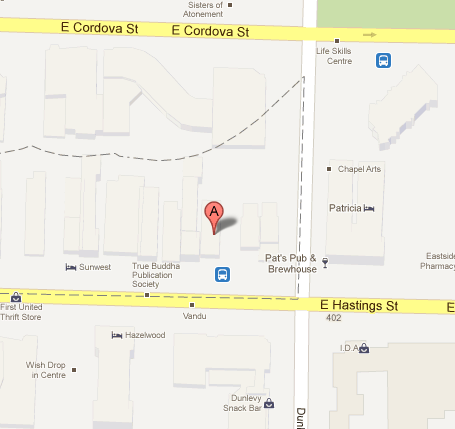 Sisters of
Atonement
E Cordova St
E Cordova St
Life Skills
Centre
Chapel Arts
A
Patricia
Pat's Pub &
Brewhouse
Eastside
Pharmacy
Sunwest
True Buddha
Publication
Society
First United
Thrift Store
Vandu
E Hastings St
E
402
Hazelwood
I.D.A
Wish Drop
in Centre
Dunlevy
Snack Bar
Dunl